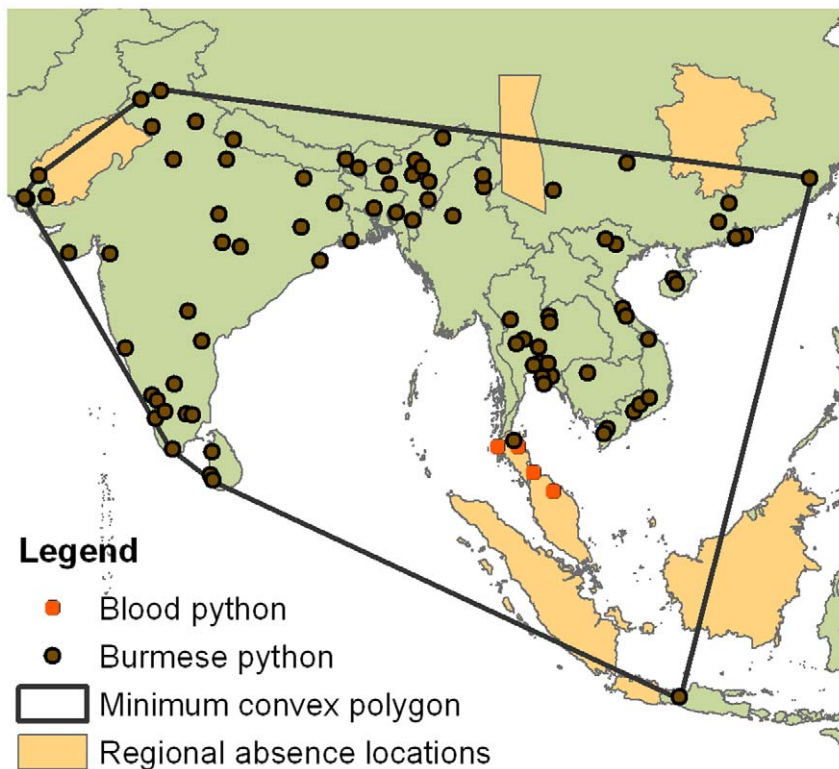 Legend
Blood python
Burmese python
Minimum convex polygon
Regional absence locations